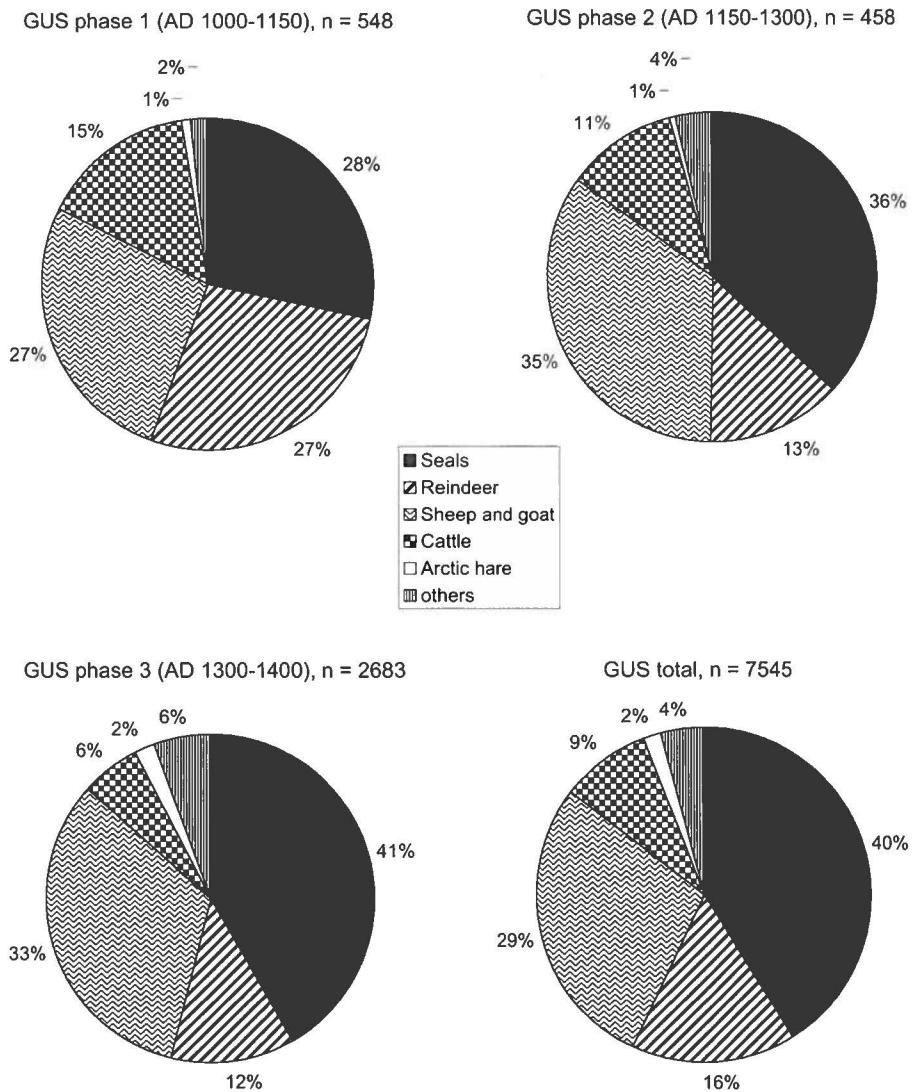 GUS phase 1 (AD 1000-1150), n = 548
2%
1%
15%
28%
27%
27%
GUS phase 2 (AD 1150-1300), n = 458
4%
1%
11%
36%
35%
13%
Seals
Reindeer
Sheep and goat
Cattle
Arctic hare
others
GUS phase 3 (AD 1300-1400), n = 2683
6%
2%
6%
41%
33%
12%
GUS total, n = 7545
4%
2%
9%
40%
29%
16%